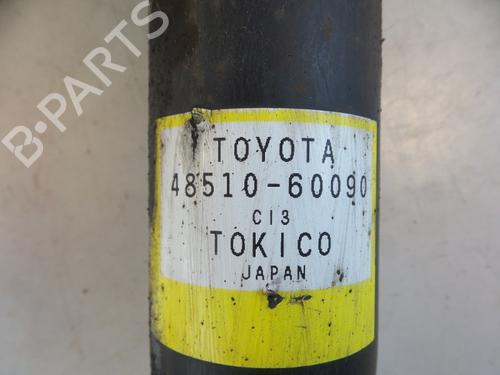 B-PARTS
TOYOTA
48510-60090
C13
TOKICO
JAPAN